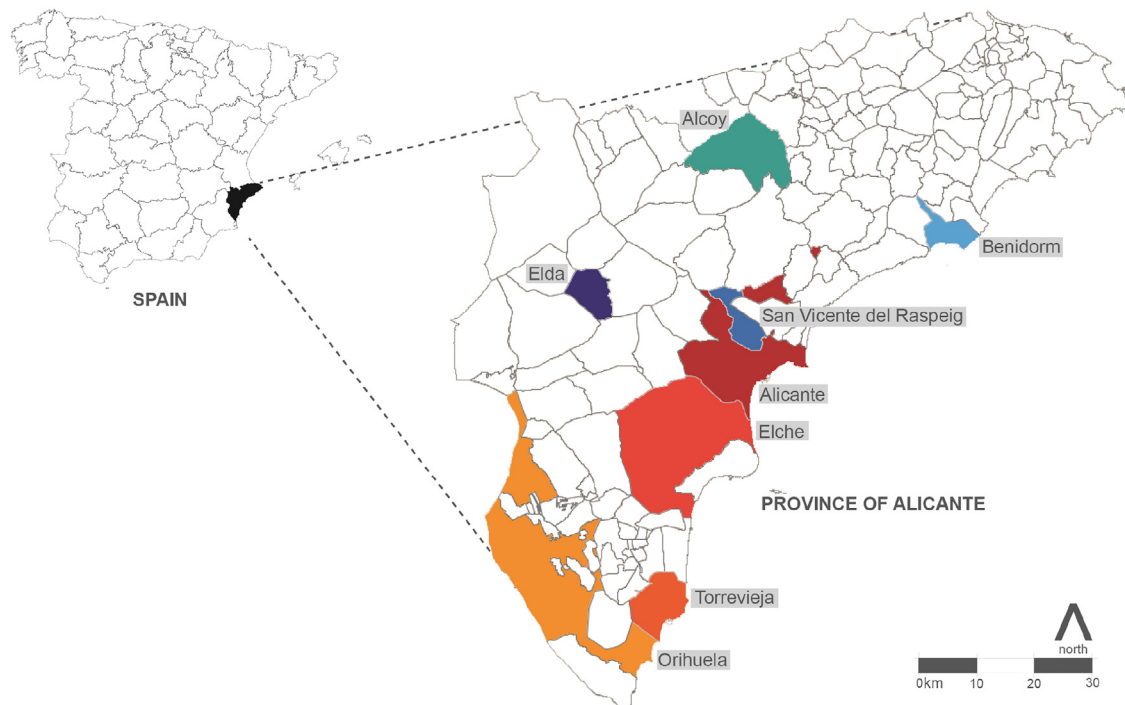 Alcoy
Benidorm
Elda
SPAIN
San Vicente del Raspeig
Alicante
Elche
PROVINCE OF ALICANTE
Torrevieja
Orihuela
north
0km 10 20 30